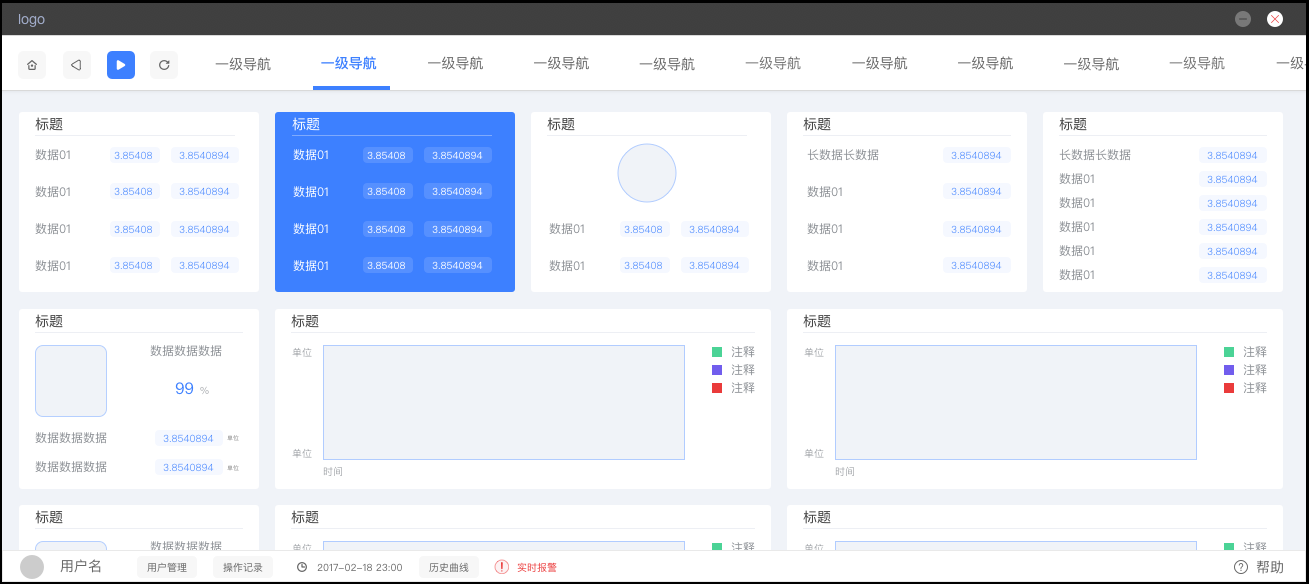 logo
一级导航 一级导航 一级导航 一级导航 一级导航 一级导航 一级导航 一级导航 一级导航 一级导航 一级
标题
数据01 3.85408 3.8540894
数据01 3.85408 3.8540894
数据01 3.85408 3.8540894
数据01 3.85408 3.8540894
标题
数据01 3.85408 3.8540894
数据01 3.85408 3.8540894
数据01 3.85408 3.8540894
数据01 3.85408 3.8540894
标题
数据01 3.85408 3.8540894
数据01 3.85408 3.8540894
标题
长数据长数据 3.8540894
数据01 3.8540894
数据01 3.8540894
数据01 3.8540894
标题
长数据长数据 3.8540894
数据01 3.8540894
数据01 3.8540894
数据01 3.8540894
数据01 3.8540894
数据01 3.8540894
标题
数据数据数据
99 %
数据数据数据 3.8540894 单位
数据数据数据 3.8540894 单位
标题
单位
注释
注释
注释
单位
时间
标题
单位
注释
注释
注释
单位
时间
标题
数据数据数据
标题
单位
注释
标题
单位
注释
用户名 用户管理 操作记录 2017-02-18 23:00 历史曲线 实时报警 帮助